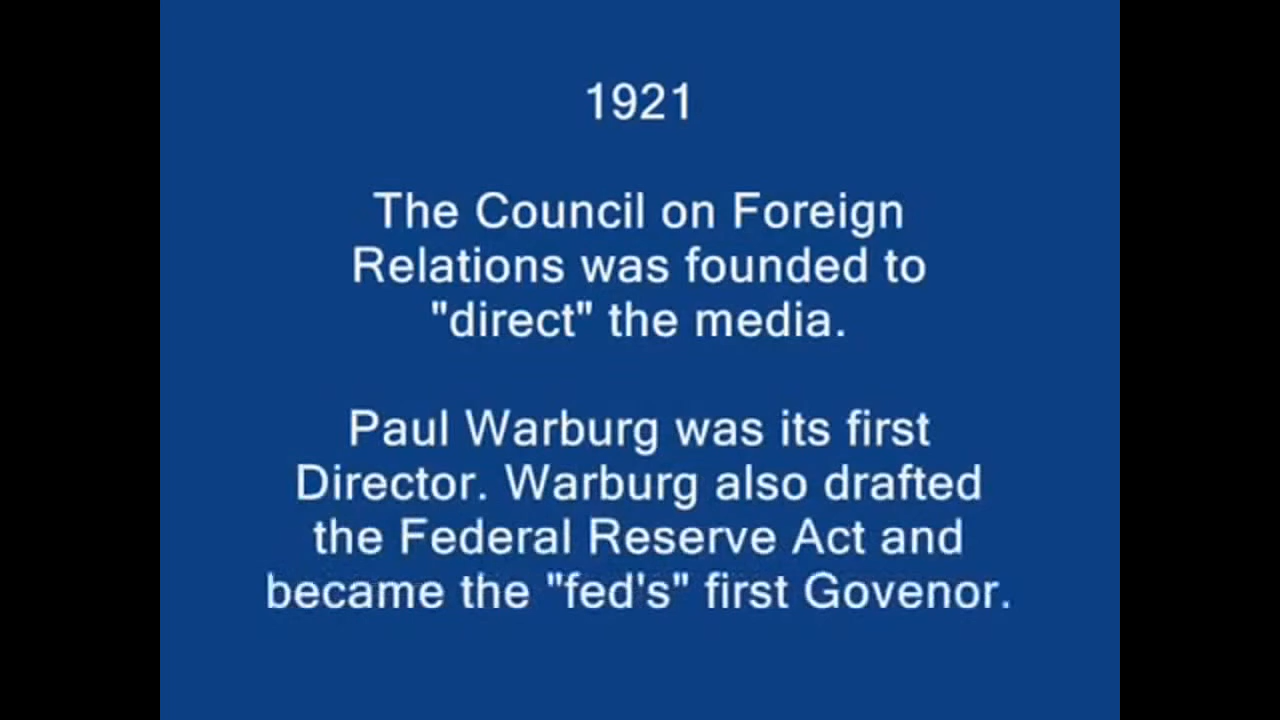 1921
The Council on Foreign
Relations was founded to
"direct" the media.
Paul Warburg was its first
Director. Warburg also drafted
the Federal Reserve Act and
became the "fed's" first Govenor.